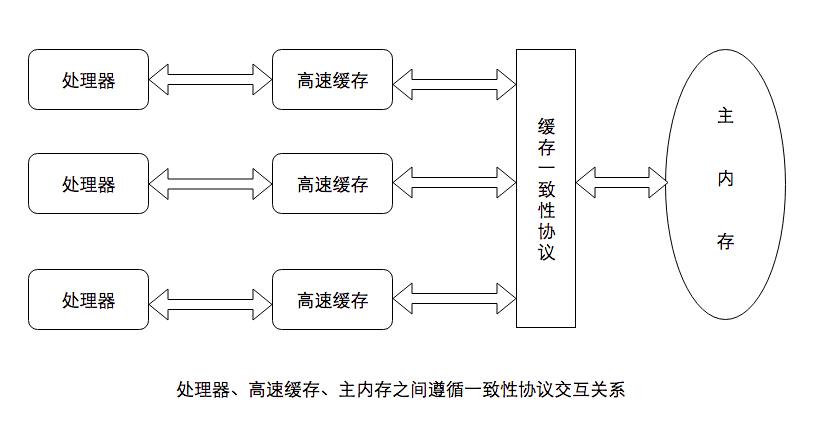 处理器
高速缓存
处理器
高速缓存
处理器
高速缓存
缓存一致性协议
主内存
处理器、高速缓存、主内存之间遵循一致性协议交互关系